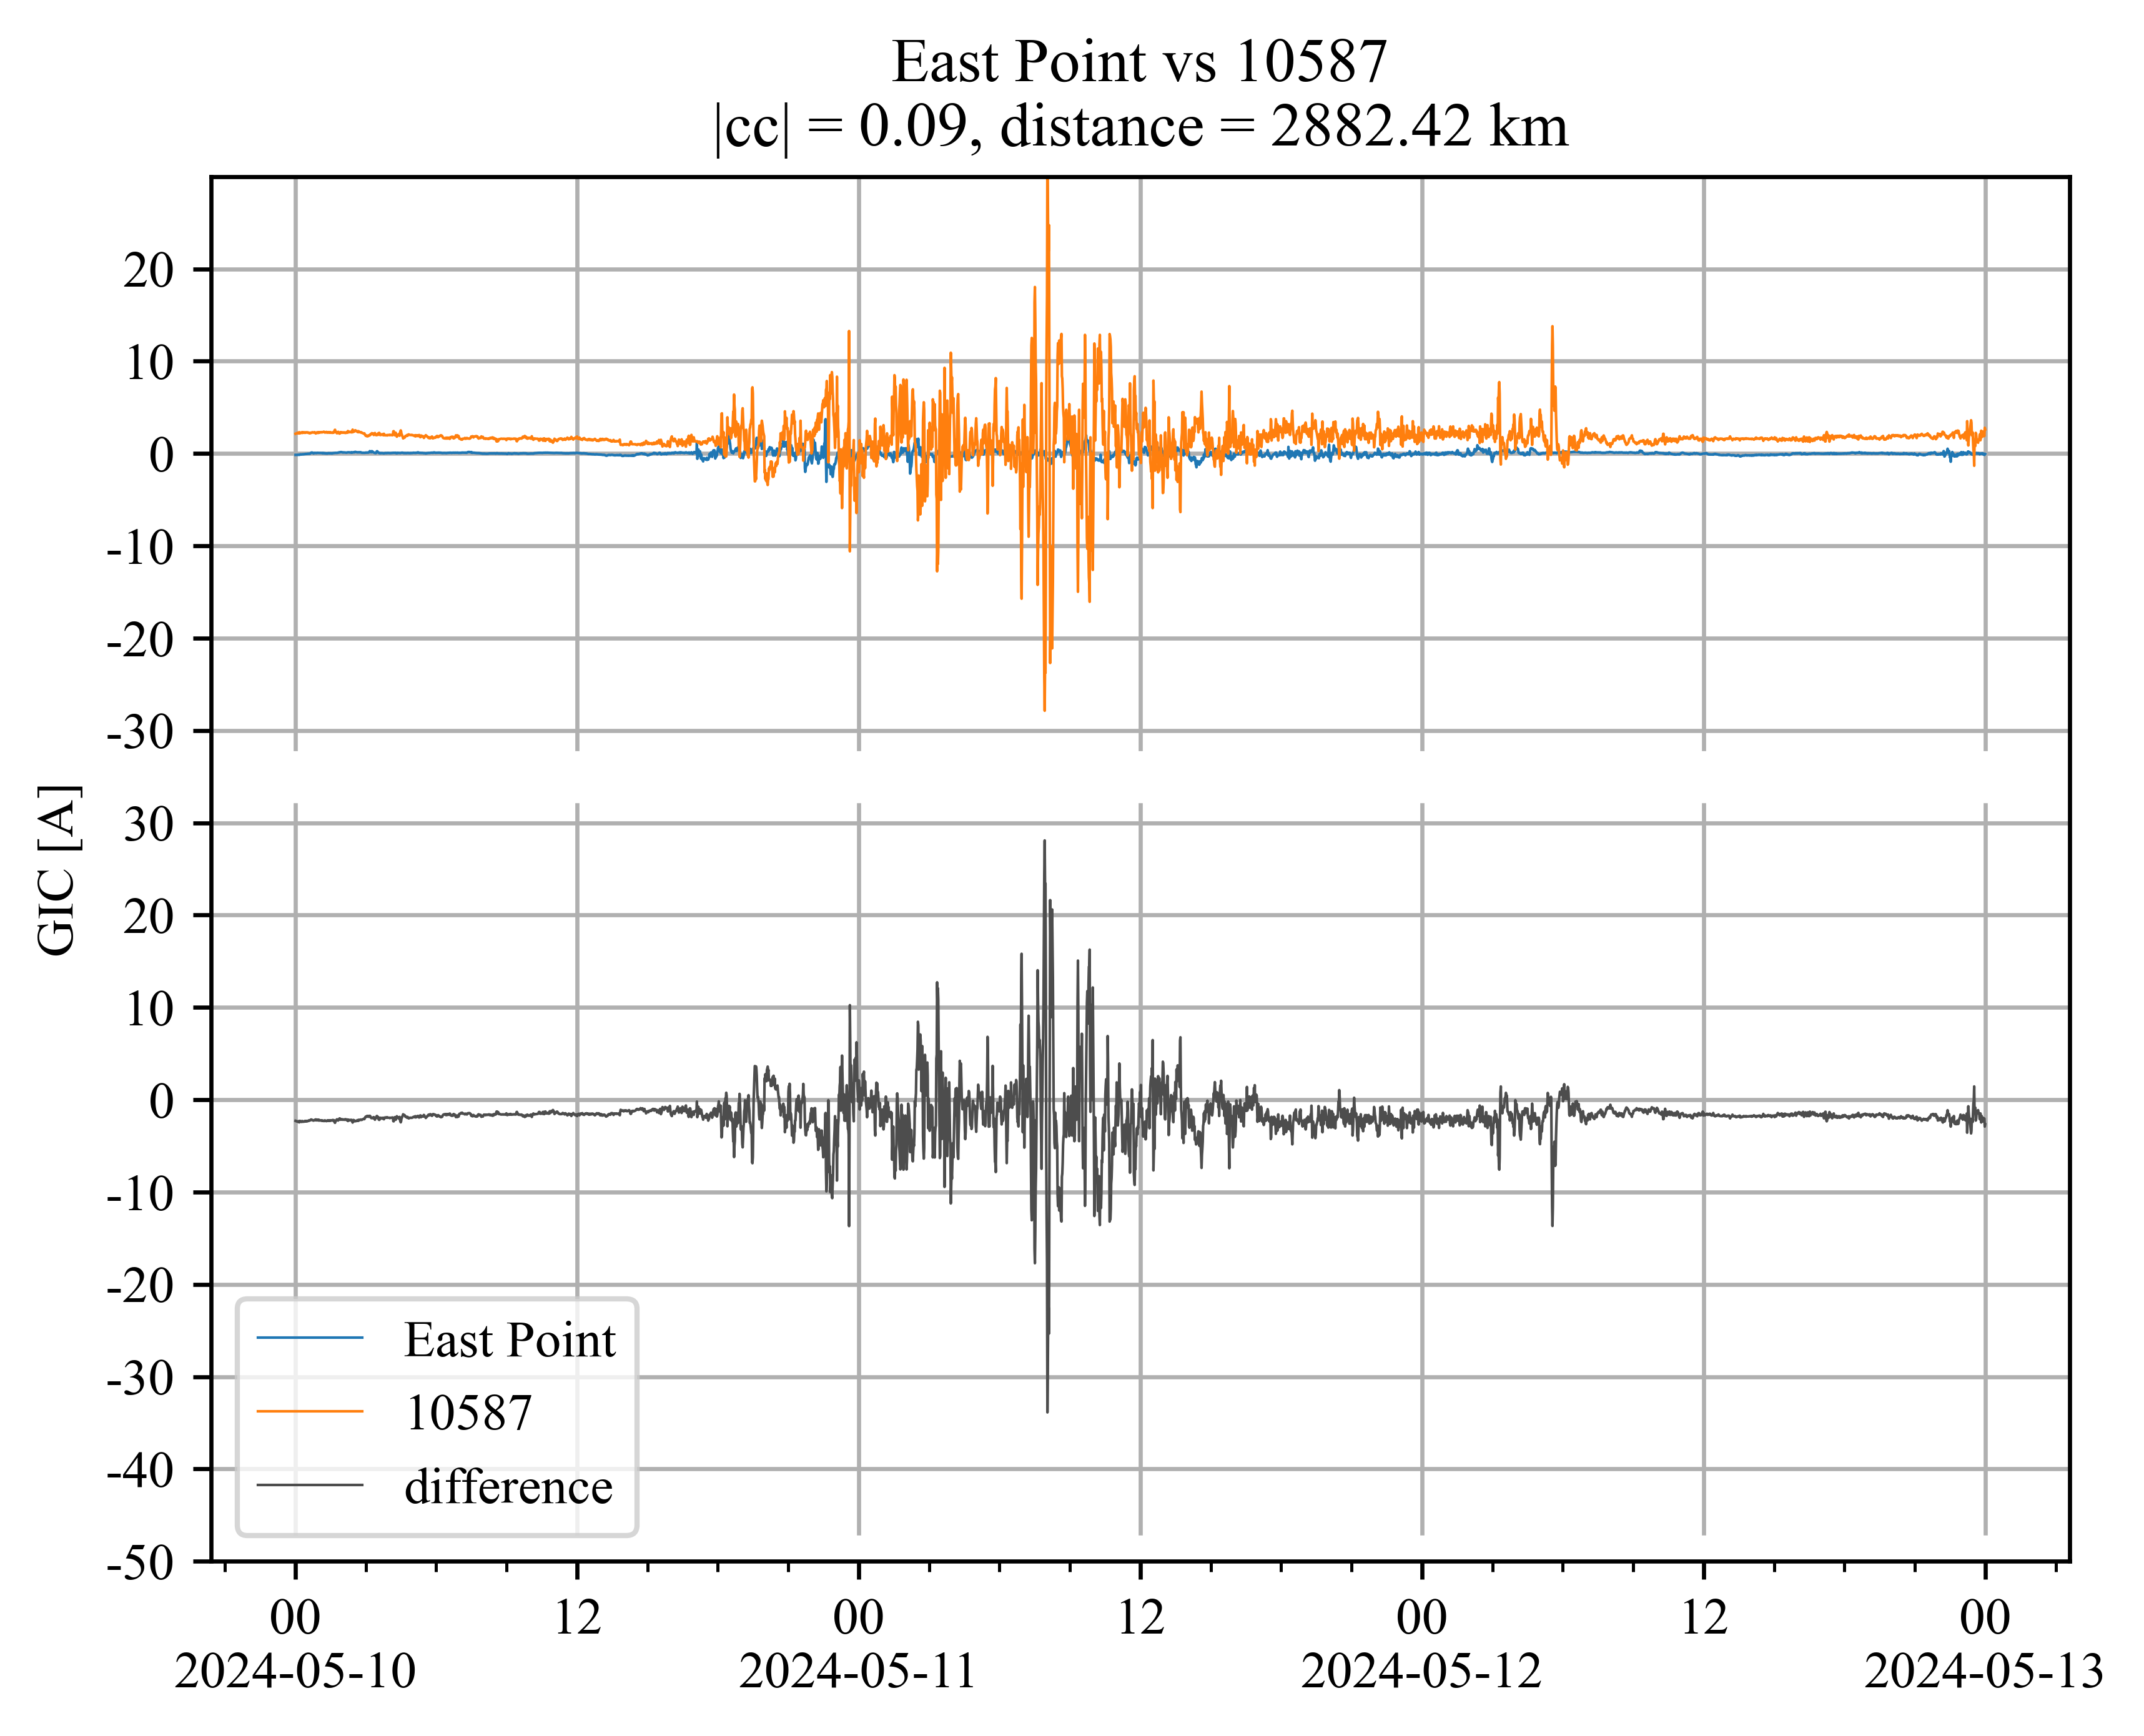 East Point vs 10587
|cc| = 0.09, distance = 2882.42 km
GIC [A]
20
10
0
-10
-20
-30
30
20
10
0
-10
-20
-30
-40
-50
East Point
10587
difference
00 12 00 12 00 12 00
2024-05-10 2024-05-11 2024-05-12 2024-05-13